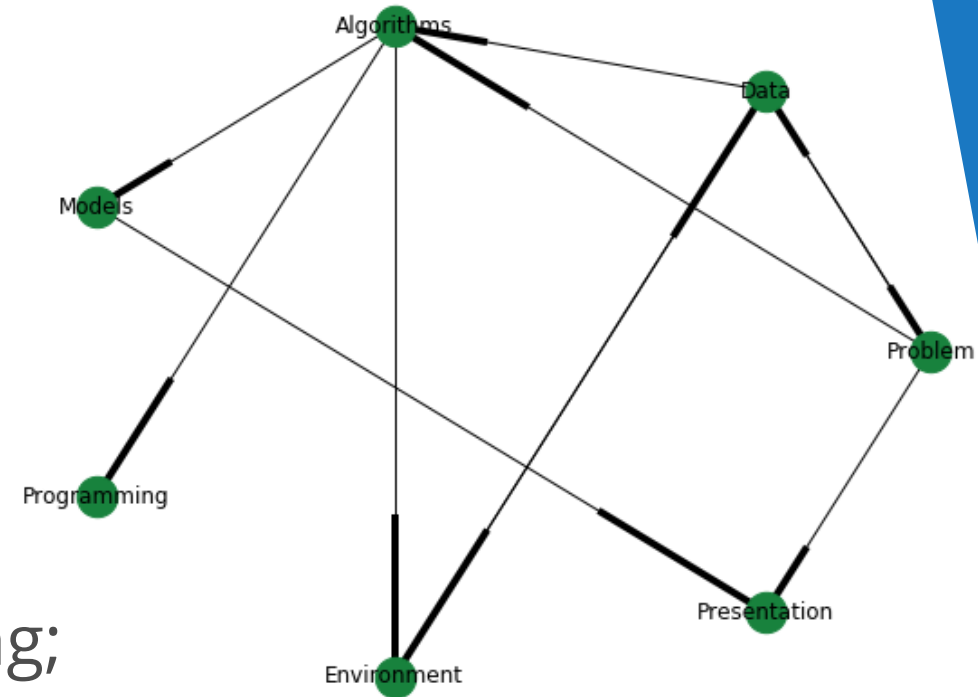 Algorithms
Data
Models
Problem
Programming
Presentation
g;
Environment